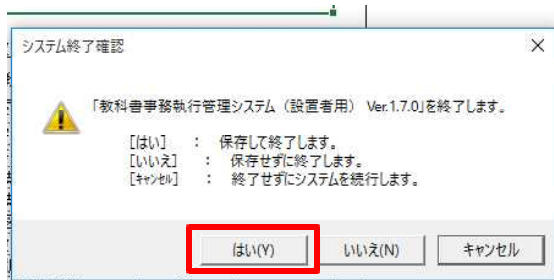 システム終了確認
「教科書事務執行管理システム（設置者用） Ver.1.7.0」を終了します。
[はい] ： 保存して終了します。
[いいえ] ： 保存せずに終了します。
[ｷｬﾝｾﾙ] ： 終了せずにシステムを続行します。
はい(Y) いいえ(N) キャンセル